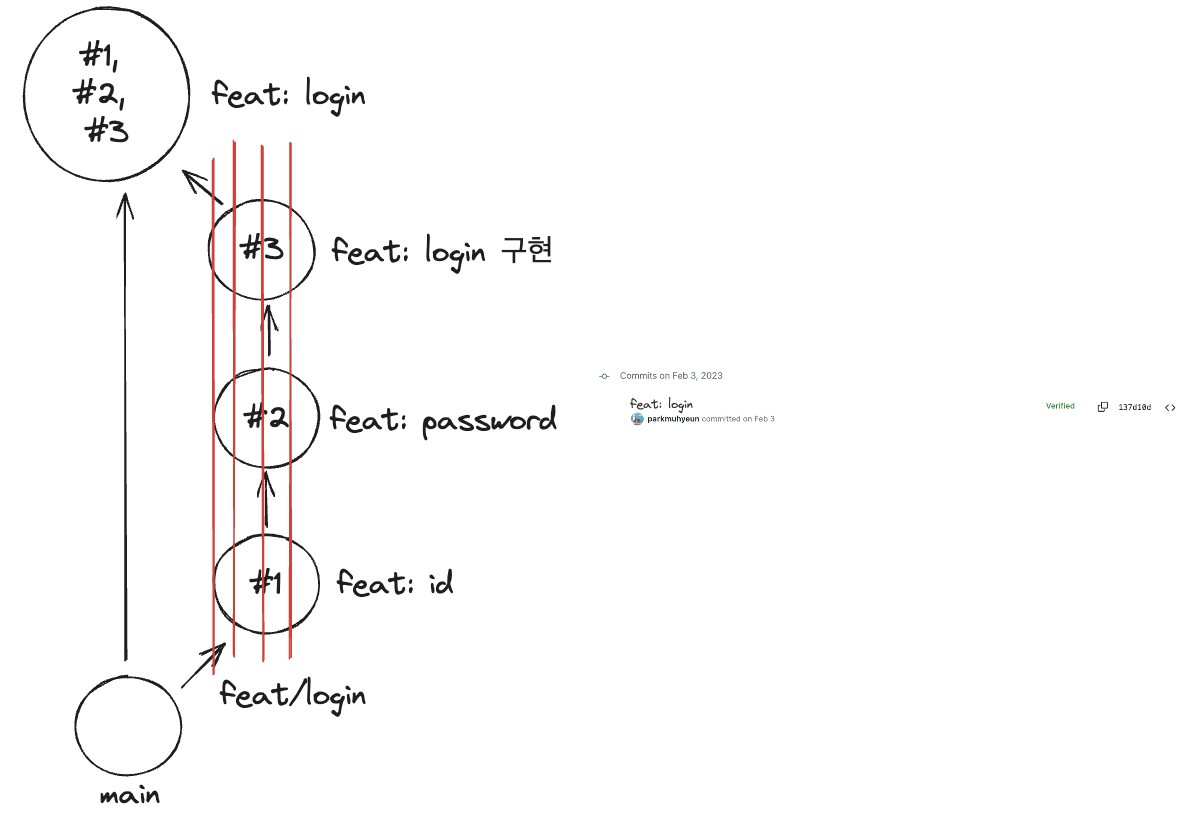 #1,
#2,
#3
feat: login
#3
feat: login 구현
#2
feat: password
#1
feat: id
feat/login
main
Commits on Feb 3, 2023
feat: login
Verified
137d10d
parkmuhyeun committed on Feb 3